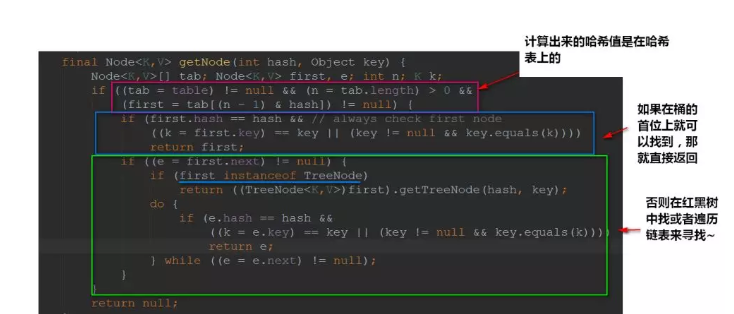 计算出来的哈希值是在哈希
表上的
final Node<K,V> getNode(int hash, Object key) {
Node<K,V>[] tab; Node<K,V> first, e; int n; K k;
if ((tab = table) != null && (n = tab.length) > 0 &&
(first = tab[(n - 1) & hash]) != null) {
if (first.hash == hash && // always check first node
((k = first.key) == key || (key != null && key.equals(k))))
return first;
如果在桶的
首位上就可
以找到，那
就直接返回
if ((e = first.next) != null) {
if (first instanceof TreeNode)
return ((TreeNode<K,V>)first).getTreeNode(hash, key);
do {
if (e.hash == hash &&
((k = e.key) == key || (key != null && key.equals(k))))
return e;
} while ((e = e.next) != null);
}
}
return null;
否则在红黑树
中找或者遍历
链表来寻找~